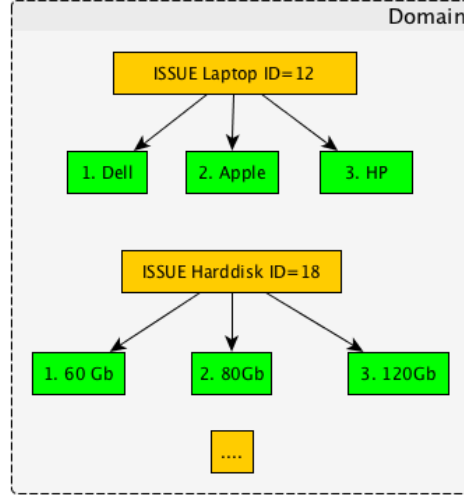 Domain
ISSUE Laptop ID=12
1. Dell 2. Apple 3. HP
ISSUE Harddisk ID=18
1. 60 Gb 2. 80Gb 3. 120Gb
....